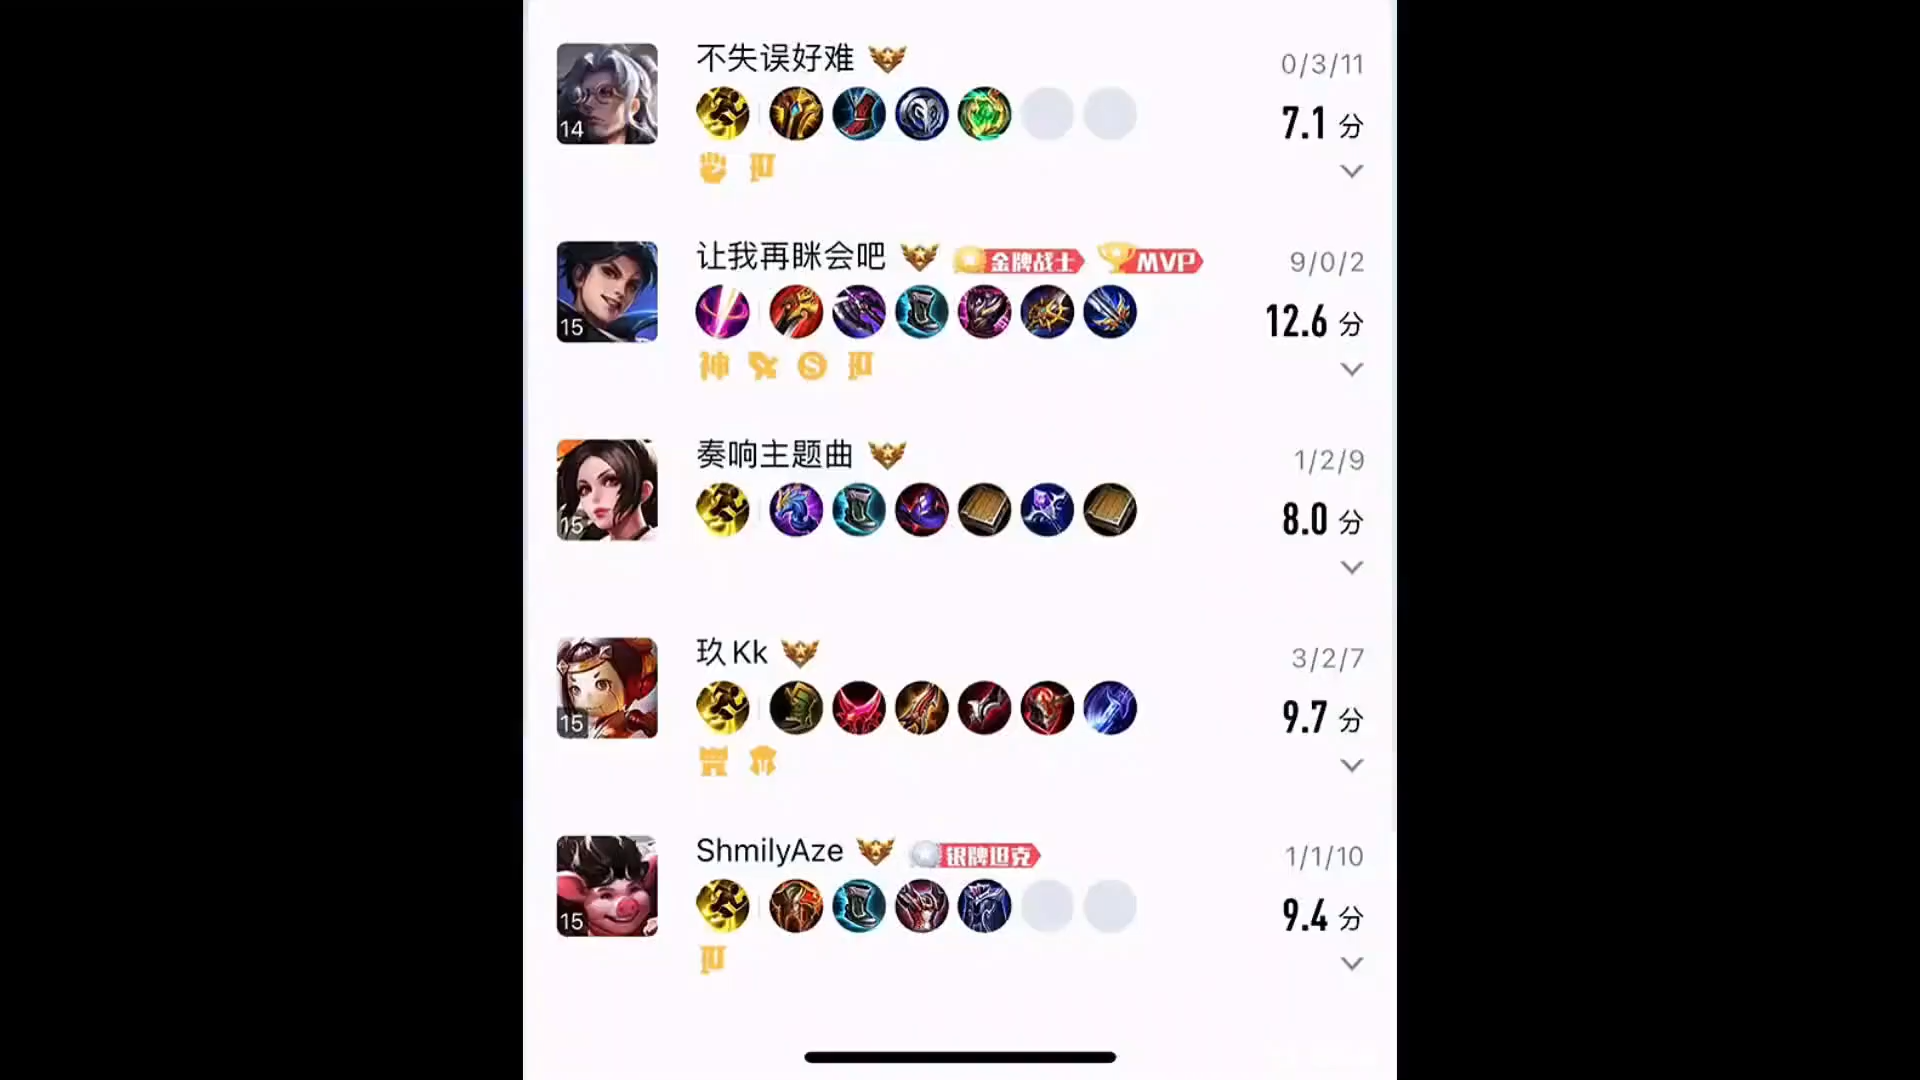 不失误好难
0/3/11
14
7.1 分
让我再眯会吧 金牌战士 MVP
9/0/2
15
12.6 分
神 S
奏响主题曲
1/2/9
15
8.0 分
玖Kk
3/2/7
15
9.7 分
ShmilyAze 银牌坦克
1/1/10
15
9.4 分